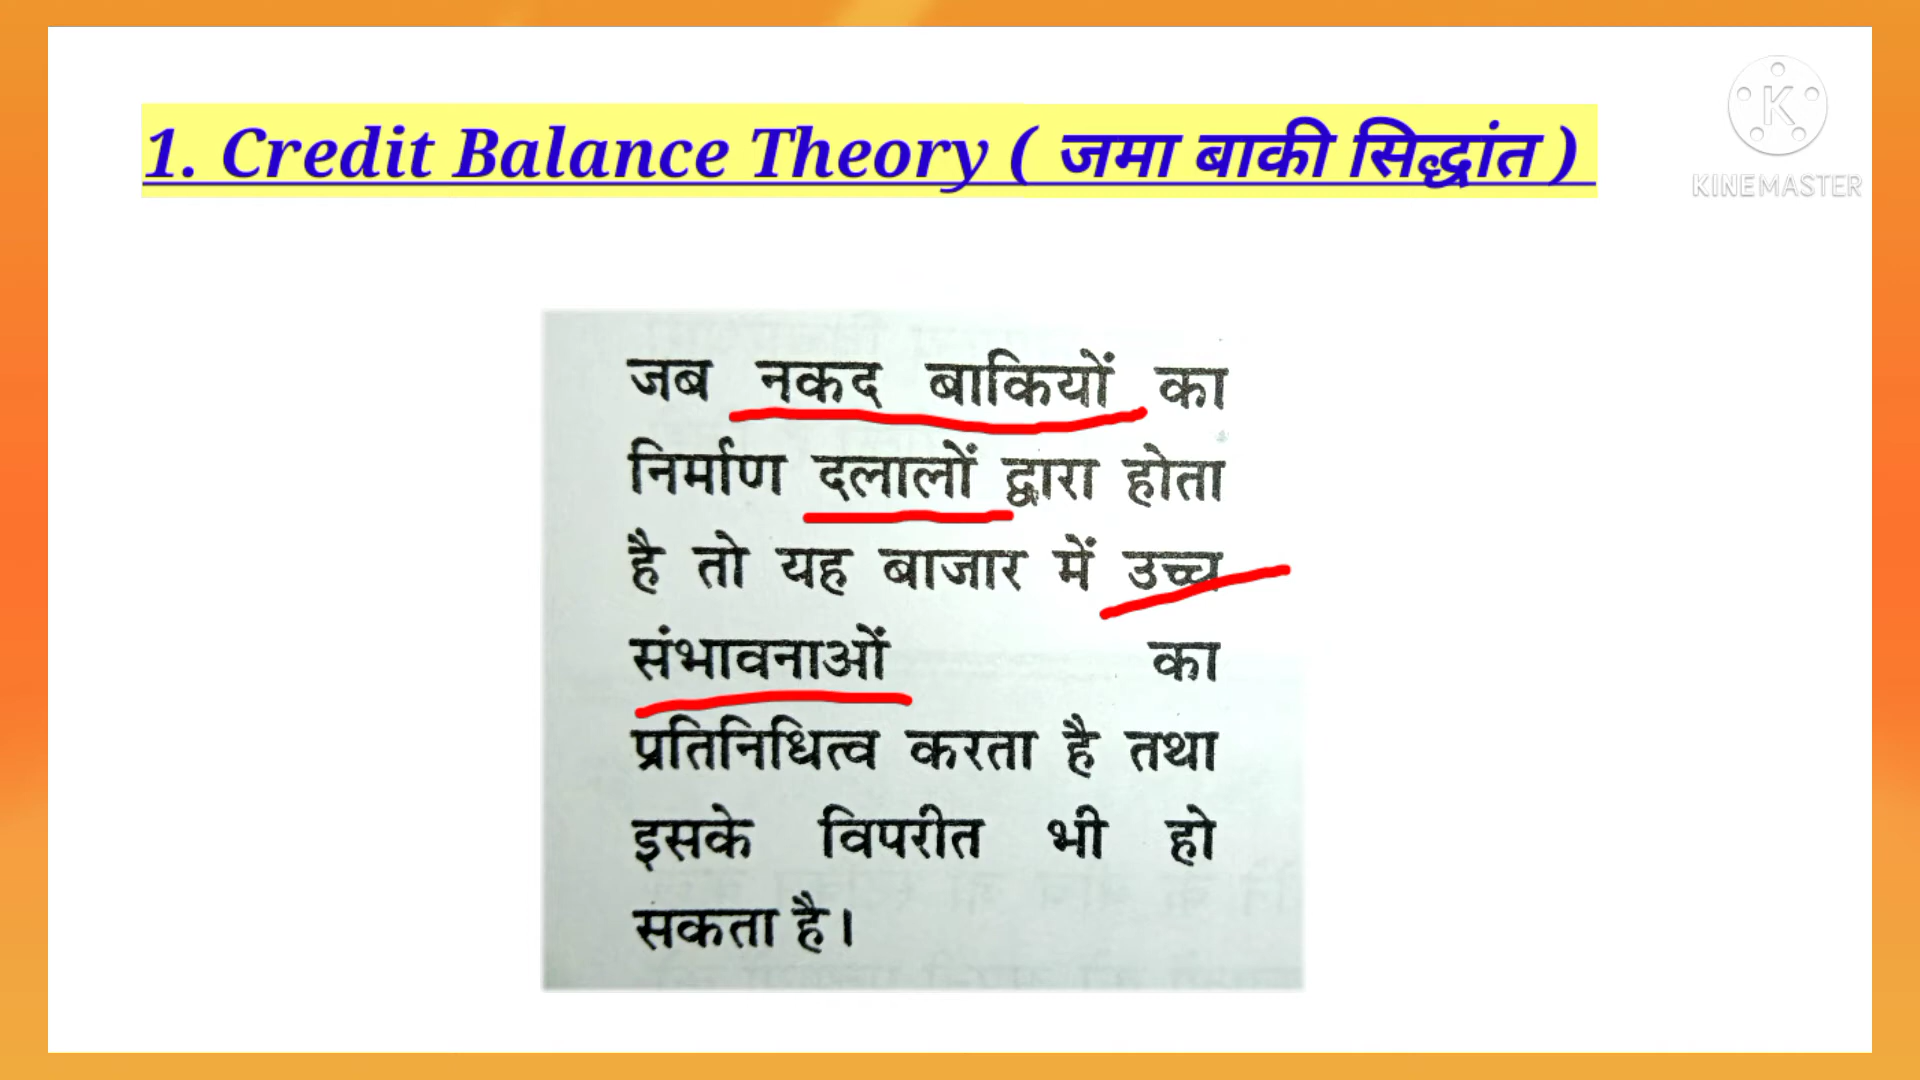 1. Credit Balance Theory ( जमा बाकी सिद्धांत )
K
KINEMASTER
जब नकद बाकियों का
निर्माण दलालों द्वारा होता
है तो यह बाजार में उच्च
संभावनाओं का
प्रतिनिधित्व करता है तथा
इसके विपरीत भी हो
सकता है।